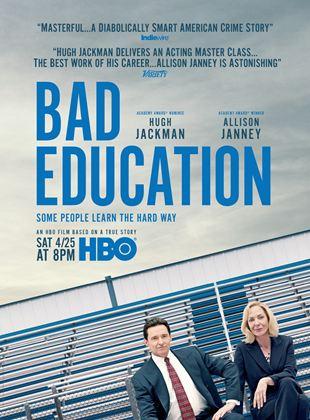 "MASTERFUL...A DIABOLICALLY SMART AMERICAN CRIME STORY"
IndieWire
"HUGH JACKMAN DELIVERS AN ACTING MASTER CLASS...
THE BEST WORK OF HIS CAREER...ALLISON JANNEY IS ASTONISHING"
VARIETY
BAD
ACADEMY AWARD® NOMINEE
HUGH
JACKMAN
ACADEMY AWARD® WINNER
ALLISON
JANNEY
EDUCATION
SOME PEOPLE LEARN THE HARD WAY
AN HBO FILM BASED ON A TRUE STORY
SAT 4/25
AT 8PM
HBO